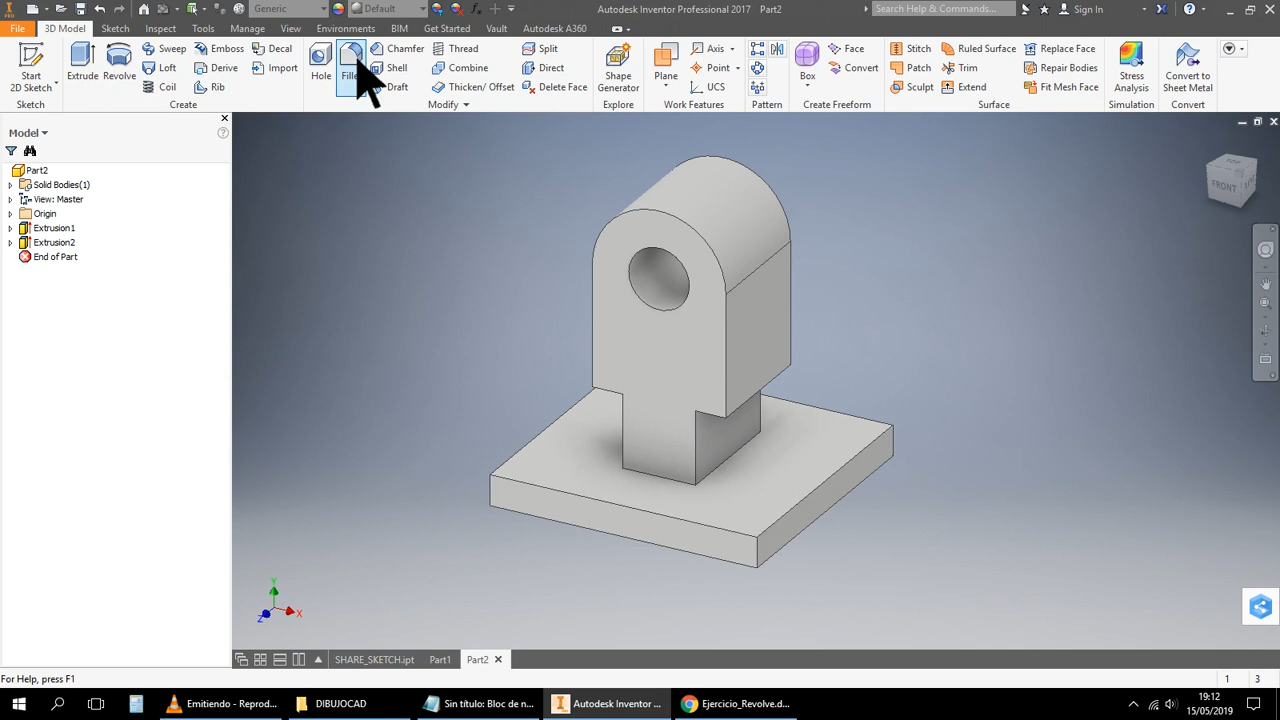 PRO Generic Default Autodesk Inventor Professional 2017 Part2 Search Help & Commands... Sign In
File 3D Model Sketch Inspect Tools Manage View Environments BIM Get Started Vault Autodesk A360
Start 2D Sketch Extrude Revolve Sweep Emboss Decal Hole Fillet Chamfer Thread Split Shape Generator Plane Axis Box Face Stitch Ruled Surface Replace Face Stress Analysis Convert to Sheet Metal
Loft Derive Import Shell Combine Direct Point Convert Patch Trim Repair Bodies
Coil Rib Draft Thicken/ Offset Delete Face UCS Sculpt Extend Fit Mesh Face
Sketch Create Modify Explore Work Features Pattern Create Freeform Surface Simulation Convert
Model
Part2
Solid Bodies(1)
View: Master
Origin
Extrusion1
Extrusion2
End of Part
FRONT
Y
X
Z
SHARE_SKETCH.ipt Part1 Part2
For Help, press F1 1 3
Emitiendo - Reprod... DIBUJOCAD Sin título: Bloc de n... Autodesk Inventor ... Ejercicio_Revolve.d... 19:12
15/05/2019